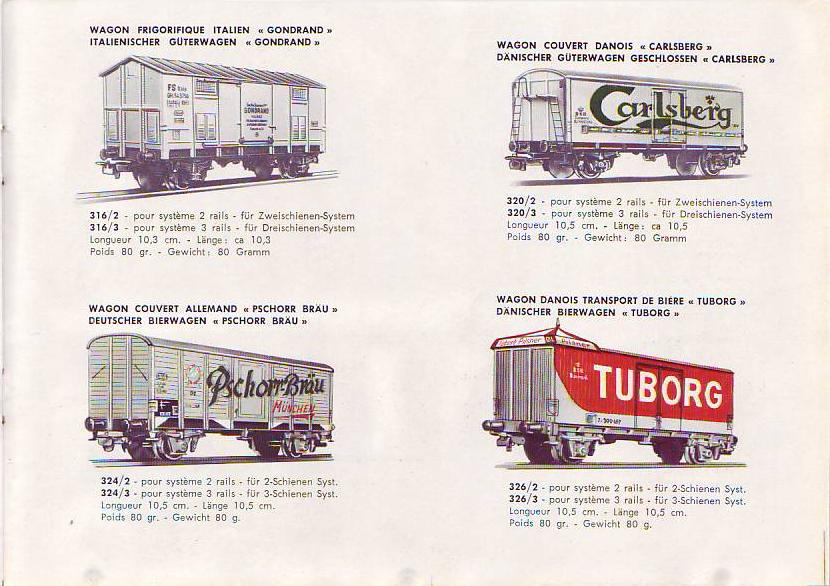 WAGON FRIGORIFIQUE ITALIEN « GONDRAND »
ITALIENISCHER GÜTERWAGEN « GONDRAND »
FS Italia
GONDRAND
316/2 - pour système 2 rails - für Zweischienen-System
316/3 - pour système 3 rails - für Dreischienen-System
Longueur 10,3 cm. - Länge : ca 10,3
Poids 80 gr. - Gewicht : 80 Gramm
WAGON COUVERT DANOIS « CARLSBERG »
DÄNISCHER GÜTERWAGEN GESCHLOSSEN « CARLSBERG »
Carlsberg
320/2 - pour système 2 rails - für Zweischienen-System
320/3 - pour système 3 rails - für Dreischienen-System
Longueur 10,5 cm. - Länge : ca 10,5
Poids 80 gr. - Gewicht : 80 Gramm
WAGON COUVERT ALLEMAND « PSCHORR BRÄU »
DEUTSCHER BIERWAGEN « PSCHORR BRÄU »
Pschorr-Bräu
MÜNCHEN
324/2 - pour système 2 rails - für 2-Schienen Syst.
324/3 - pour système 3 rails - für 3-Schienen Syst.
Longueur 10,5 cm. - Länge 10,5 cm.
Poids 80 gr. - Gewicht 80 g.
WAGON DANOIS TRANSPORT DE BIERE « TUBORG »
DÄNISCHER BIERWAGEN « TUBORG »
Pilsner
TUBORG
326/2 - pour système 2 rails - für 2-Schienen Syst.
326/3 - pour système 3 rails - für 3-Schienen Syst.
Longueur 10,5 cm. - Länge 10,5 cm.
Poids 80 gr. - Gewicht 80 g.